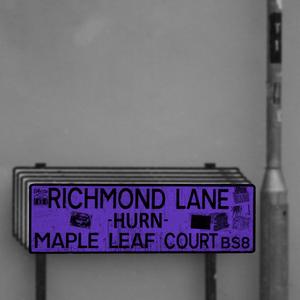 RICHMOND LANE
-HURN-
MAPLE LEAF COURT BS8